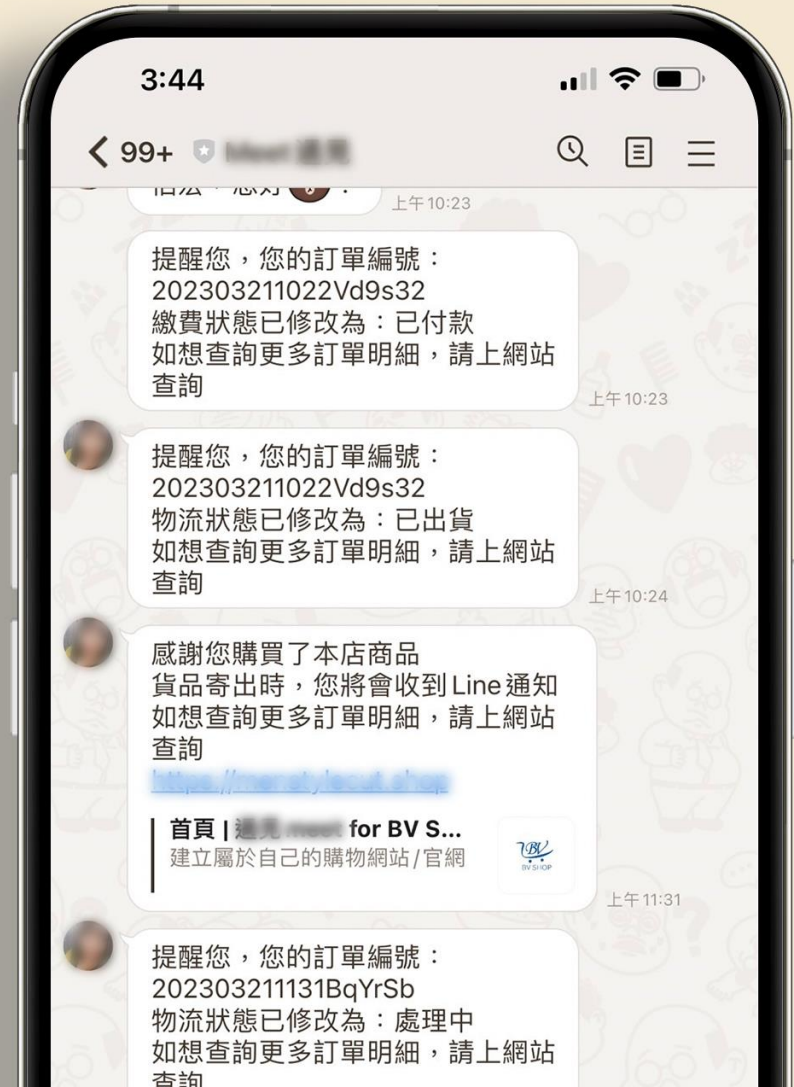 3:44
99+
上午10:23
提醒您，您的訂單編號：
202303211022Vd9s32
繳費狀態已修改為：已付款
如想查詢更多訂單明細，請上網站
查詢
上午10:23
提醒您，您的訂單編號：
202303211022Vd9s32
物流狀態已修改為：已出貨
如想查詢更多訂單明細，請上網站
查詢
上午10:24
感謝您購買了本店商品
貨品寄出時，您將會收到Line通知
如想查詢更多訂單明細，請上網站
查詢
首頁 | for BV S...
建立屬於自己的購物網站/官網
BV
BV SHOP
上午11:31
提醒您，您的訂單編號：
202303211131BqYrSb
物流狀態已修改為：處理中
如想查詢更多訂單明細，請上網站
查詢